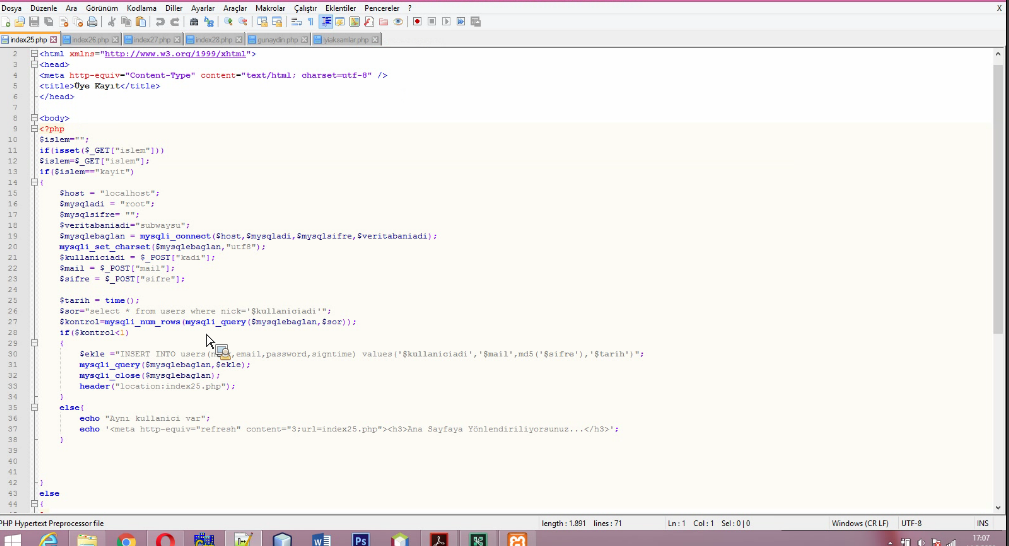 Dosya Düzenle Ara Görünüm Kodlama Diller Ayarlar Araçlar Makrolar Çalıştır Eklentiler Pencereler ? X
index25.php index26.php index27.php index28.php gunaydin.php iyiaksamlar.php
2 <html xmlns="http://www.w3.org/1999/xhtml">
3 <head>
4 <meta http-equiv="Content-Type" content="text/html; charset=utf-8" />
5 <title>Üye Kayıt</title>
6 </head>
7
8 <body>
9 <?php
10 $islem="";
11 if(isset($_GET["islem"]))
12 $islem=$_GET["islem"];
13 if($islem=="kayit")
14 {
15 $host = "localhost";
16 $mysqladi = "root";
17 $mysqlsifre= "";
18 $veritabaniadi="subwaysu";
19 $mysqlebaglan = mysqli_connect($host,$mysqladi,$mysqlsifre,$veritabaniadi);
20 mysqli_set_charset($mysqlebaglan,"utf8");
21 $kullaniciadi = $_POST["kadi"];
22 $mail = $_POST["mail"];
23 $sifre = $_POST["sifre"];
24
25 $tarih = time();
26 $sor="select * from users where nick='$kullaniciadi'";
27 $kontrol=mysqli_num_rows(mysqli_query($mysqlebaglan,$sor));
28 if($kontrol<1)
29 {
30 $ekle ="INSERT INTO users( ,email,password,signtime) values('$kullaniciadi','$mail',md5('$sifre'),'$tarih')";
31 mysqli_query($mysqlebaglan,$ekle);
32 mysqli_close($mysqlebaglan);
33 header("location:index25.php");
34 }
35 else{
36 echo "Aynı kullanici var";
37 echo '<meta http-equiv="refresh" content="3;url=index25.php"><h3>Ana Sayfaya Yönlendiriliyorsunuz...</h3>';
38 }
39
40
41
42 }
43 else
44 {
PHP Hypertext Preprocessor file length : 1.891 lines : 71 Ln : 1 Col : 1 Sel : 0 | 0 Windows (CR LF) UTF-8 INS
17:07